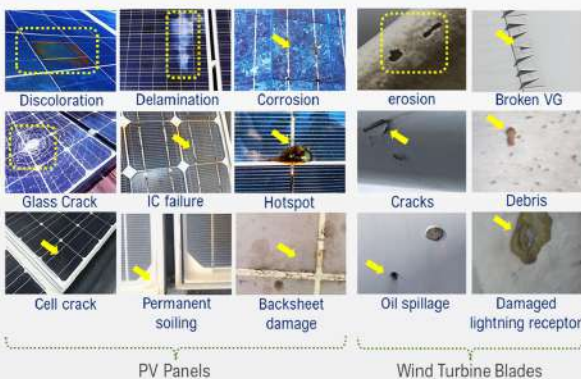 Discoloration Delamination Corrosion erosion Broken VG
Glass Crack IC failure Hotspot Cracks Debris
Cell crack Permanent soiling Backsheet damage Oil spillage Damaged lightning receptor
PV Panels Wind Turbine Blades